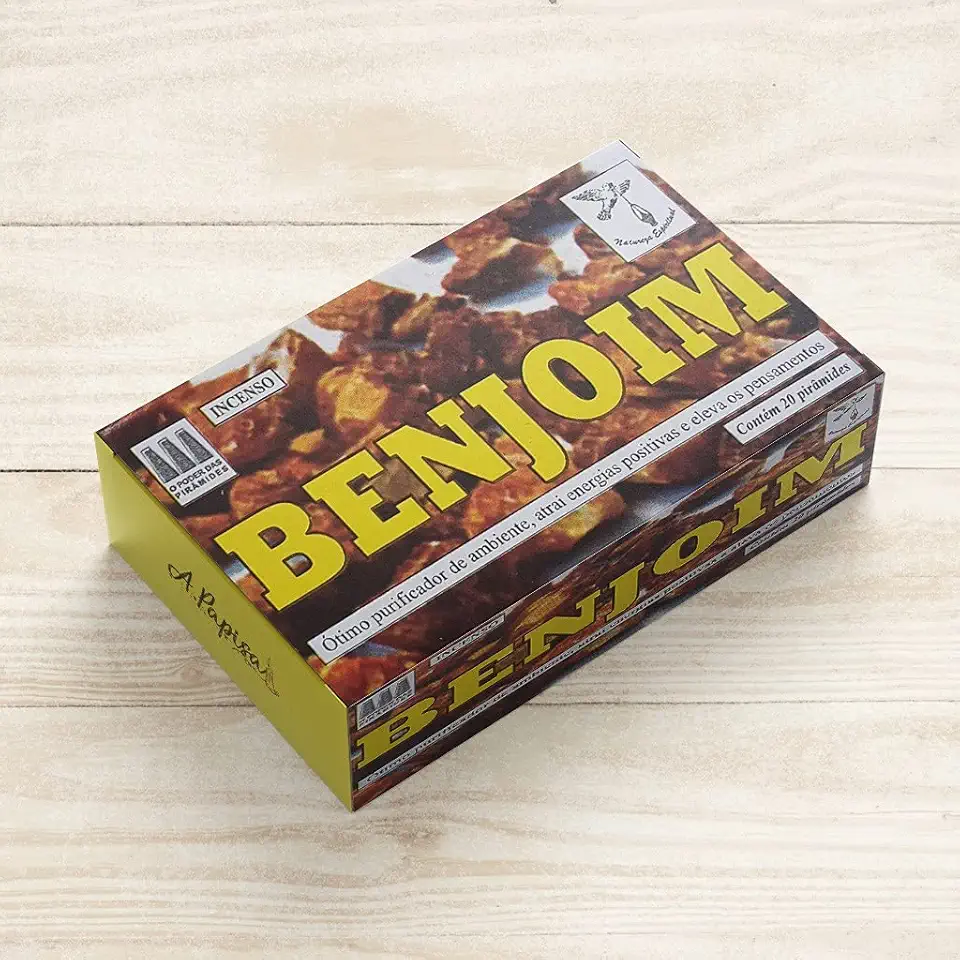 Natureza Espiritual
INCENSO
O PODER DAS
PIRÂMIDES
BENJOIM
Ótimo purificador de ambiente, atrai energias positivas e eleva os pensamentos
Contém 20 pirâmides
A Papisa
INCENSO
BENJOIM